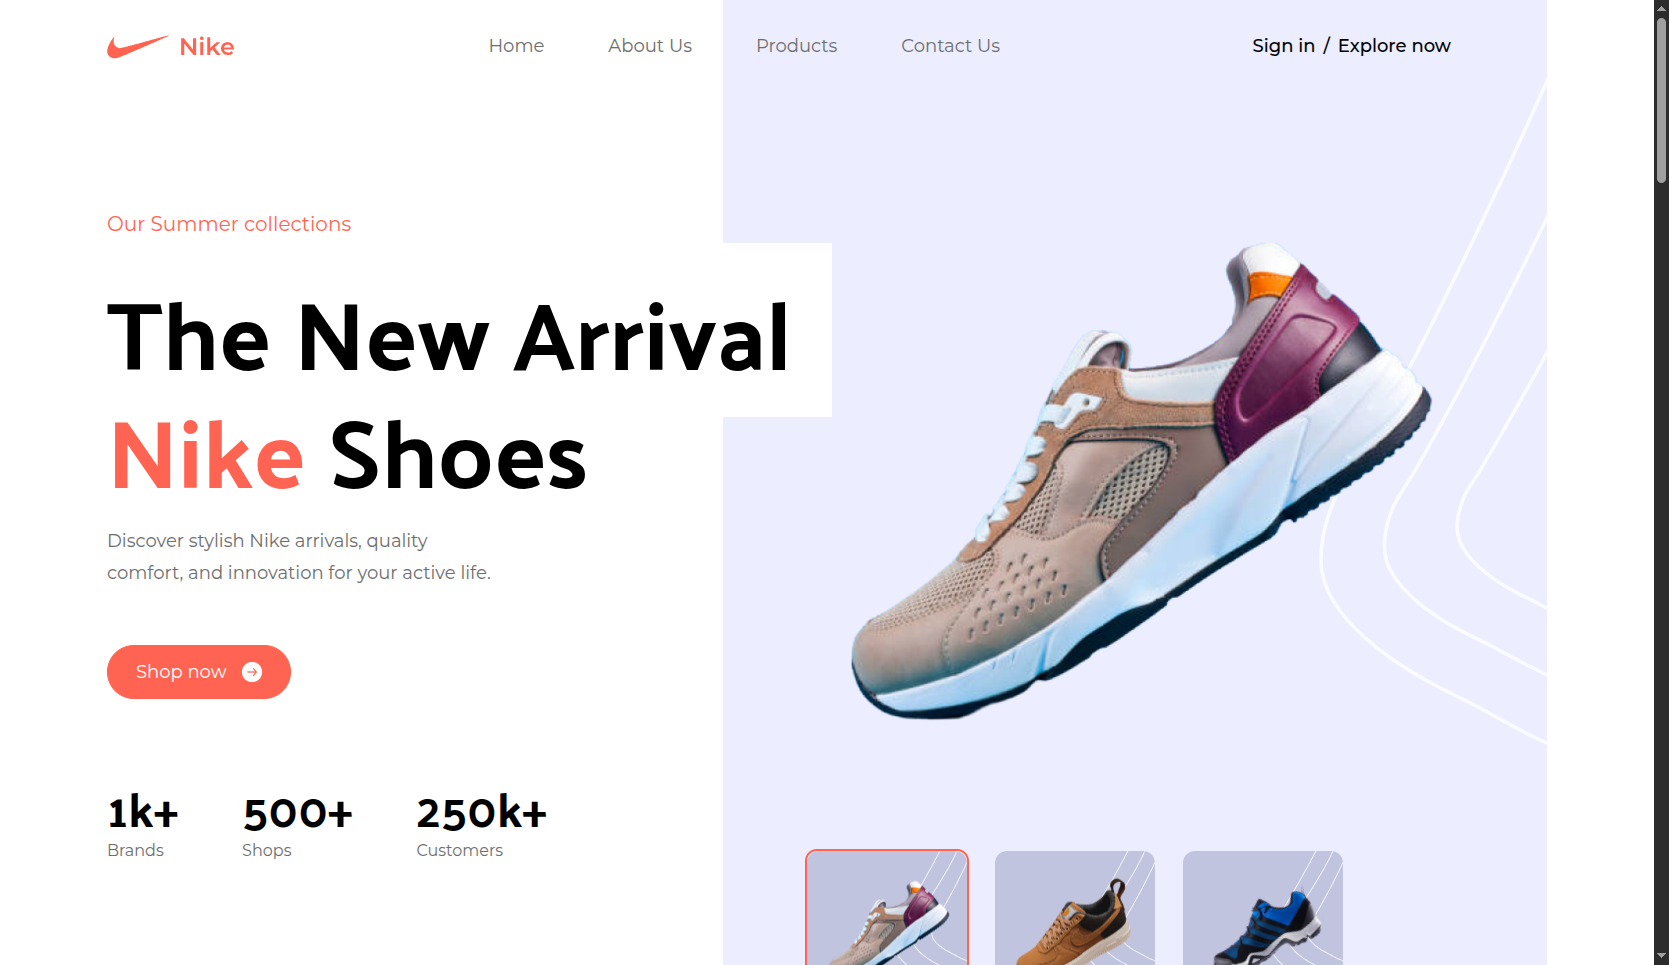 Nike
Home
About Us
Products
Contact Us
Sign in / Explore now
Our Summer collections
The New Arrival
Nike Shoes
Discover stylish Nike arrivals, quality
comfort, and innovation for your active life.
Shop now
1k+
Brands
500+
Shops
250k+
Customers